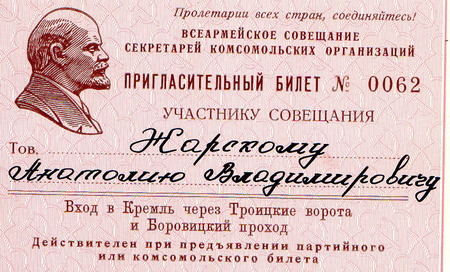 Пролетарии всех стран, соединяйтесь!
ВСЕАРМЕЙСКОЕ СОВЕЩАНИЕ
СЕКРЕТАРЕЙ КОМСОМОЛЬСКИХ ОРГАНИЗАЦИЙ
ПРИГЛАСИТЕЛЬНЫЙ БИЛЕТ № 0062
УЧАСТНИКУ СОВЕЩАНИЯ
Тов. Жарскому
Анатолию Владимировичу
Вход в Кремль через Троицкие ворота
и Боровицкий проход
Действителен при предъявлении партийного
или комсомольского билета